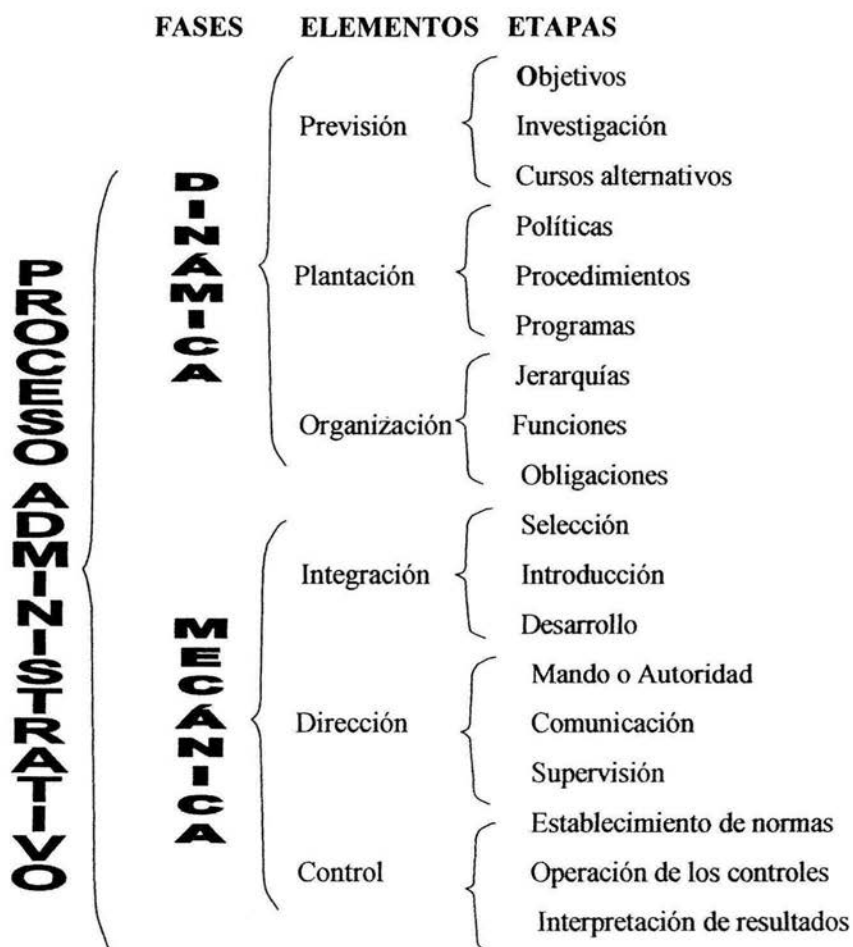 FASES ELEMENTOS ETAPAS
PROCESO ADMINISTRATIVO
DINÁMICA
Previsión
Objetivos
Investigación
Cursos alternativos
Plantación
Políticas
Procedimientos
Programas
Organización
Jerarquías
Funciones
Obligaciones
MECÁNICA
Integración
Selección
Introducción
Desarrollo
Dirección
Mando o Autoridad
Comunicación
Supervisión
Control
Establecimiento de normas
Operación de los controles
Interpretación de resultados